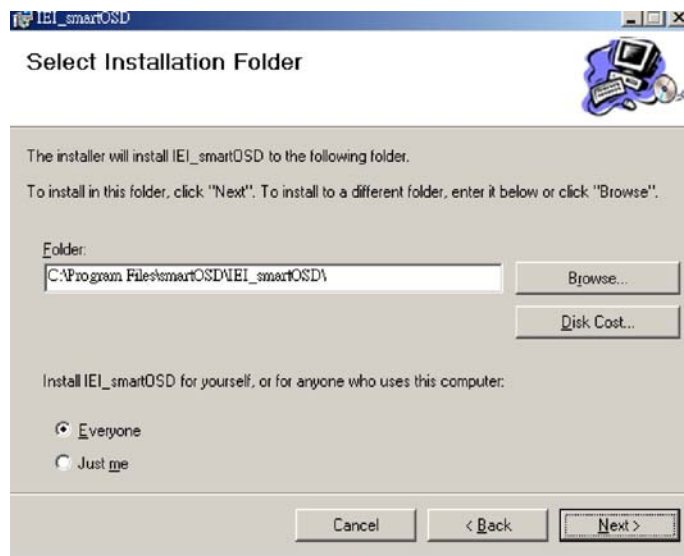 IEI_smartOSD
Select Installation Folder
The installer will install IEI_smartOSD to the following folder.
To install in this folder, click "Next". To install to a different folder, enter it below or click "Browse".
Folder:
C:\Program Files\smartOSD\IEI_smartOSD\
Browse...
Disk Cost...
Install IEI_smartOSD for yourself, or for anyone who uses this computer:
Everyone
Just me
Cancel
< Back
Next >